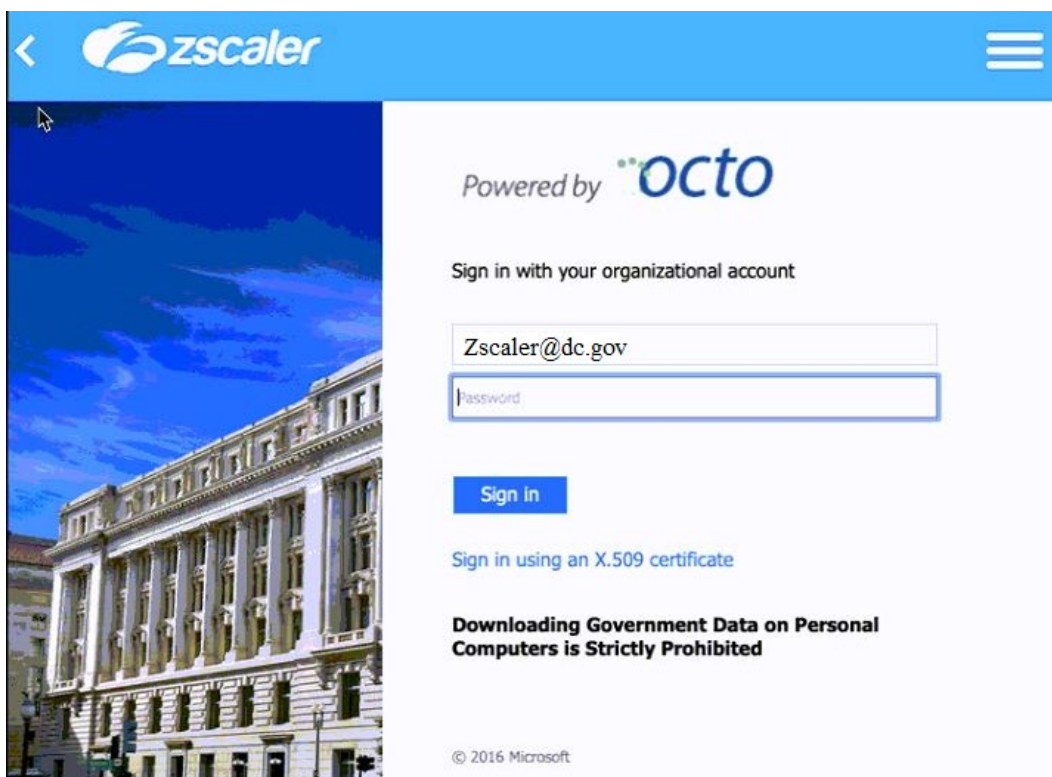 zscaler
Powered by octo
Sign in with your organizational account
Zscaler@dc.gov
Password
Sign in
Sign in using an X.509 certificate
Downloading Government Data on Personal
Computers is Strictly Prohibited
© 2016 Microsoft